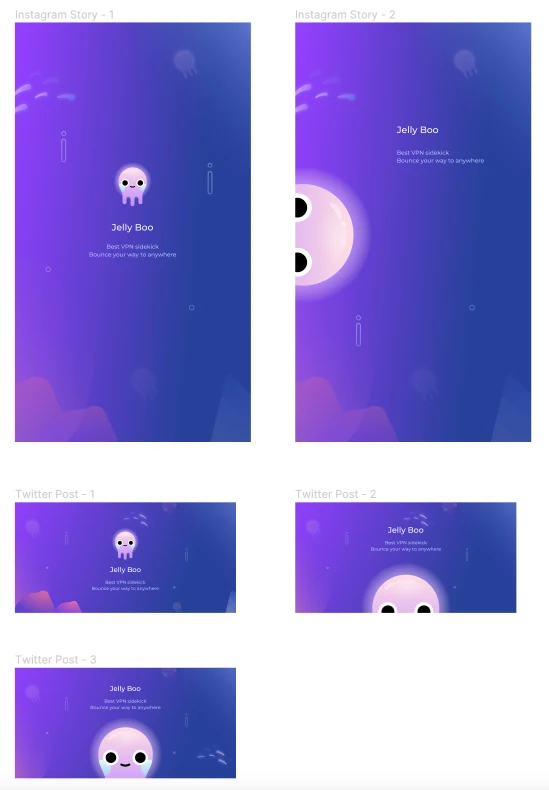 Instagram Story - 1
Jelly Boo
Best VPN sidekick
Bounce your way to anywhere
Instagram Story - 2
Jelly Boo
Best VPN sidekick
Bounce your way to anywhere
Twitter Post - 1
Jelly Boo
Best VPN sidekick
Bounce your way to anywhere
Twitter Post - 2
Jelly Boo
Best VPN sidekick
Bounce your way to anywhere
Twitter Post - 3
Jelly Boo
Best VPN sidekick
Bounce your way to anywhere